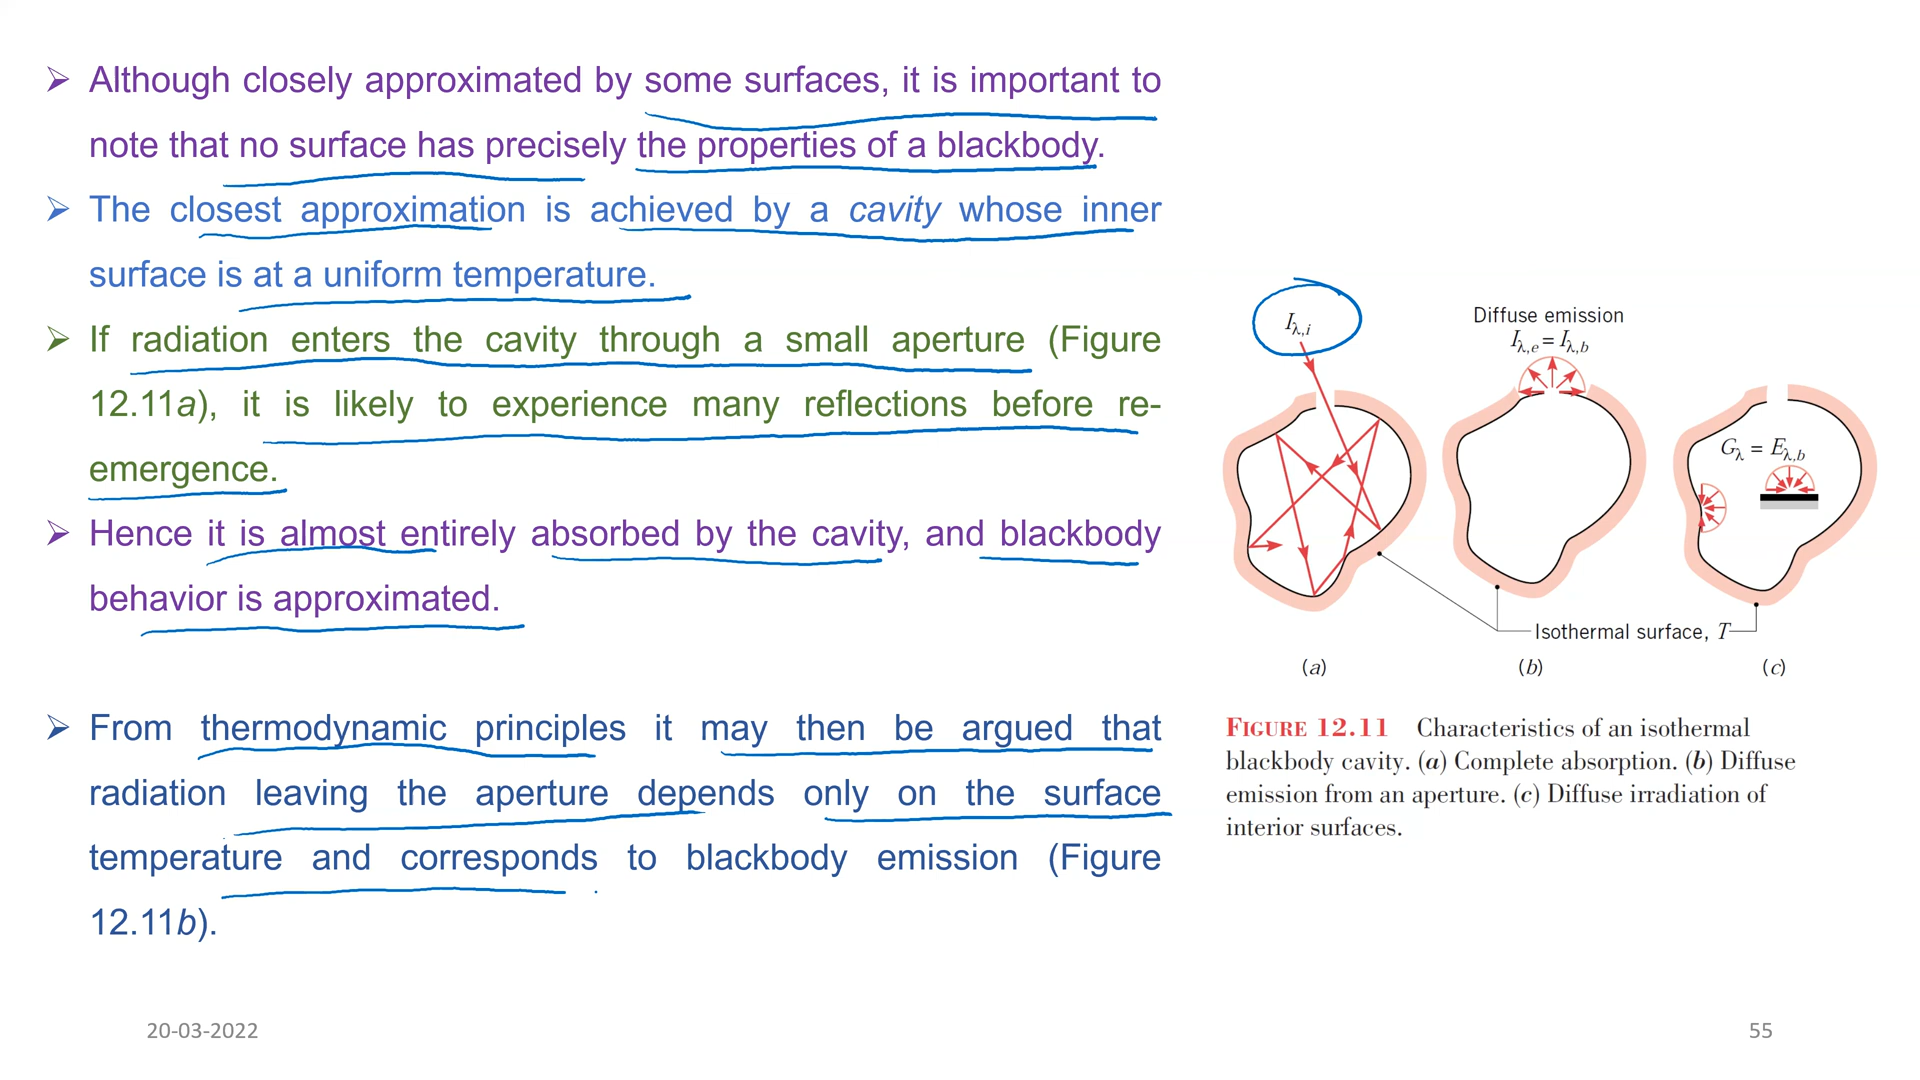 ➢ Although closely approximated by some surfaces, it is important to
note that no surface has precisely the properties of a blackbody.
➢ The closest approximation is achieved by a cavity whose inner
surface is at a uniform temperature.
➢ If radiation enters the cavity through a small aperture (Figure
12.11a), it is likely to experience many reflections before re-
emergence.
➢ Hence it is almost entirely absorbed by the cavity, and blackbody
behavior is approximated.
➢ From thermodynamic principles it may then be argued that
radiation leaving the aperture depends only on the surface
temperature and corresponds to blackbody emission (Figure
12.11b).
Iλ,i
Diffuse emission
Iλ,e = Iλ,b
Gλ = Eλ,b
Isothermal surface, T
(a)
(b)
(c)
FIGURE 12.11 Characteristics of an isothermal
blackbody cavity. (a) Complete absorption. (b) Diffuse
emission from an aperture. (c) Diffuse irradiation of
interior surfaces.
20-03-2022
55